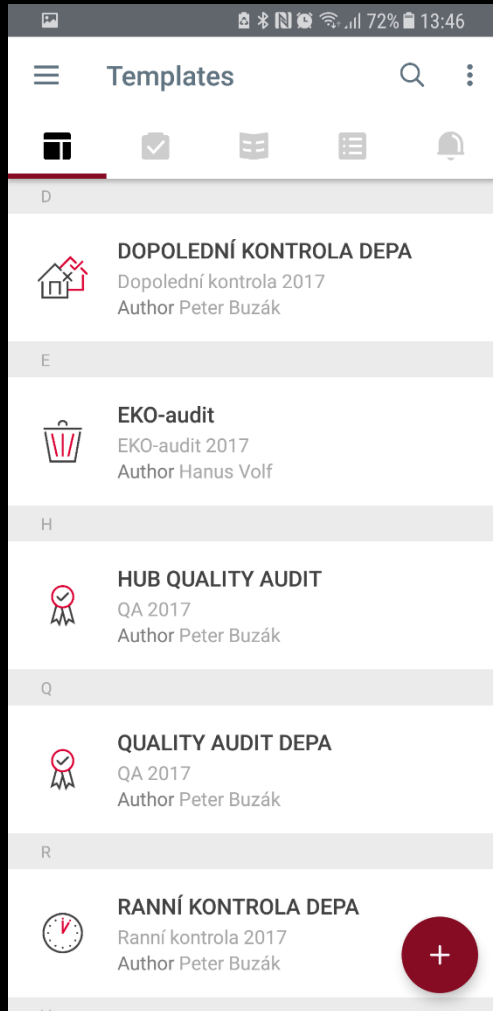 72% 13:46
Templates
D
DOPOLEDNÍ KONTROLA DEPA
Dopolední kontrola 2017
Author Peter Buzák
E
EKO-audit
EKO-audit 2017
Author Hanus Volf
H
HUB QUALITY AUDIT
QA 2017
Author Peter Buzák
Q
QUALITY AUDIT DEPA
QA 2017
Author Peter Buzák
R
RANNÍ KONTROLA DEPA
Ranní kontrola 2017
Author Peter Buzák